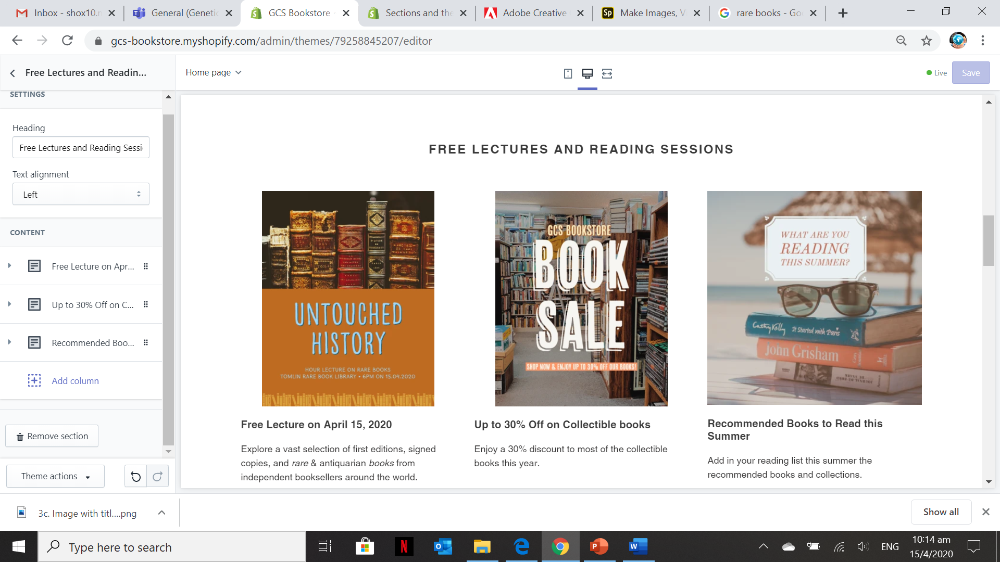 Inbox - shox10.n
General (Genetic
GCS Bookstore
Sections and the
Adobe Creative
Make Images, V
rare books - Goo
gcs-bookstore.myshopify.com/admin/themes/79258845207/editor
Free Lectures and Readin...
Home page
Live
Save
SETTINGS
Heading
Free Lectures and Reading Sessi
Text alignment
Left
CONTENT
Free Lecture on Apr...
Up to 30% Off on C...
Recommended Boo...
Add column
Remove section
Theme actions
FREE LECTURES AND READING SESSIONS
UNTOUCHED
HISTORY
HOUR LECTURE ON RARE BOOKS
TOMLIN RARE BOOK LIBRARY • 6PM ON 15.04.2020
Free Lecture on April 15, 2020
Explore a vast selection of first editions, signed
copies, and rare & antiquarian books from
independent booksellers around the world.
GCS BOOKSTORE
BOOK
SALE
SHOP NOW & ENJOY UP TO 30% OFF OUR BOOKS!
Up to 30% Off on Collectible books
Enjoy a 30% discount to most of the collectible
books this year.
WHAT ARE YOU
READING
THIS SUMMER?
Cathy Kelly It Started with Paris
John Grisham
Recommended Books to Read this
Summer
Add in your reading list this summer the
recommended books and collections.
3c. Image with titl....png
Show all
Type here to search
ENG
10:14 am
15/4/2020